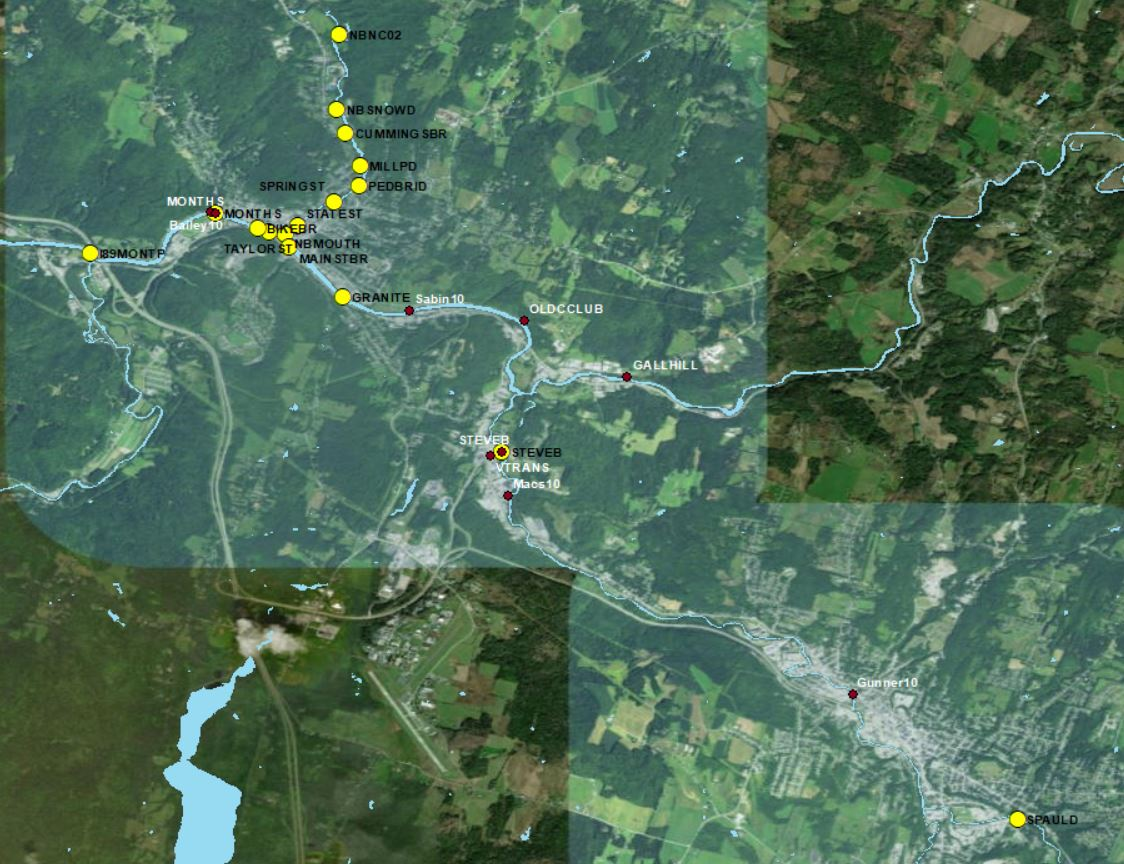 NBNC02
NBSNOWD
CUMMINGSBR
MILLPD
SPRINGST
PEDBRID
MONTHS
MONTHS
STATEST
Bailey10
BIKEBR
TAYLORST
NBMOUTH
I89MONTP
MAINSTBR
GRANITE
Sabin10
OLDCCLUB
GALLHILL
STEVEB
STEVEB
VTRANS
Macs10
Gunner10
SPAULD